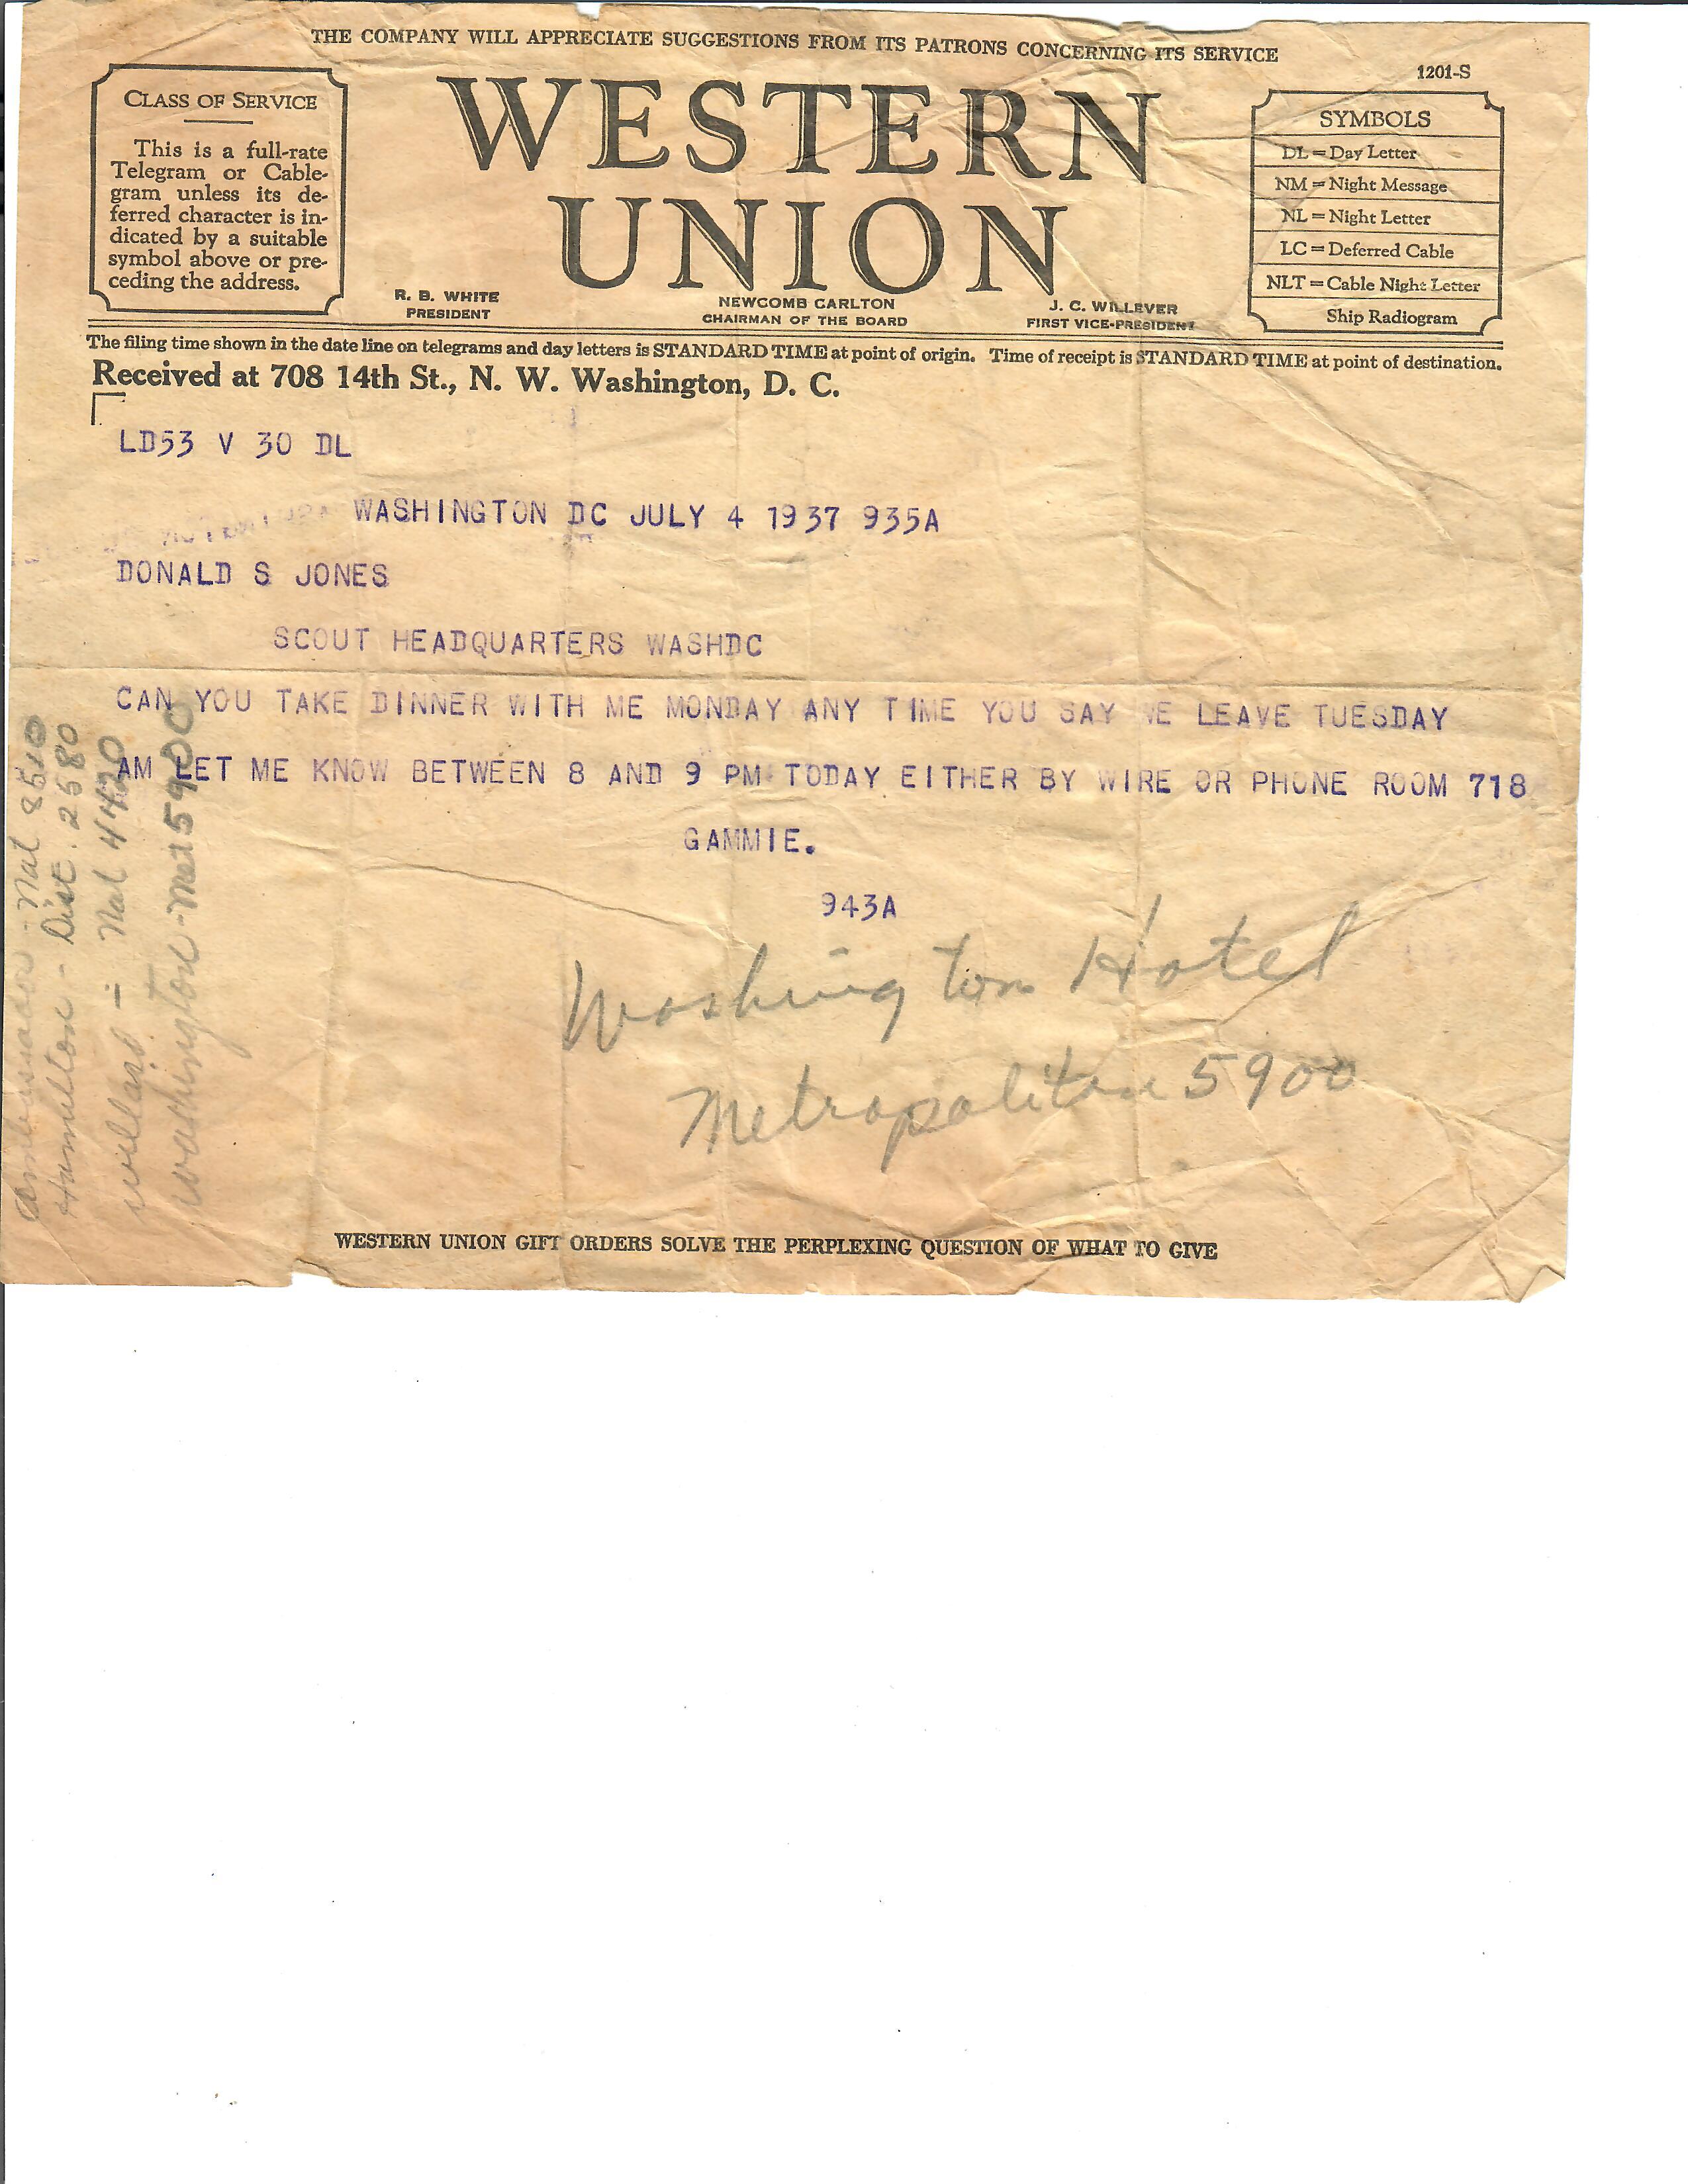 THE COMPANY WILL APPRECIATE SUGGESTIONS FROM ITS PATRONS CONCERNING ITS SERVICE
1201-S
CLASS OF SERVICE
This is a full-rate
Telegram or Cable-
gram unless its de-
ferred character is in-
dicated by a suitable
symbol above or pre-
ceding the address.
WESTERN
UNION
R. B. WHITE
PRESIDENT
NEWCOMB CARLTON
CHAIRMAN OF THE BOARD
J. C. WILLEVER
FIRST VICE-PRESIDENT
SYMBOLS
DL = Day Letter
NM = Night Message
NL = Night Letter
LC = Deferred Cable
NLT = Cable Night Letter
Ship Radiogram
The filing time shown in the date line on telegrams and day letters is STANDARD TIME at point of origin. Time of receipt is STANDARD TIME at point of destination.
Received at 708 14th St., N. W. Washington, D. C.
LD53 V 30 DL
WASHINGTON DC JULY 4 1937 935A
DONALD S JONES
SCOUT HEADQUARTERS WASHDC
CAN YOU TAKE DINNER WITH ME MONDAY ANY TIME YOU SAY WE LEAVE TUESDAY
AM LET ME KNOW BETWEEN 8 AND 9 PM TODAY EITHER BY WIRE OR PHONE ROOM 718
GAMMIE.
943A
Washington Hotel
Metropolitan 5900
Ambassador - Nat 8510
Hamilton - Dist. 2580
Willard - Nat 4420
Washington - Met 5900
WESTERN UNION GIFT ORDERS SOLVE THE PERPLEXING QUESTION OF WHAT TO GIVE